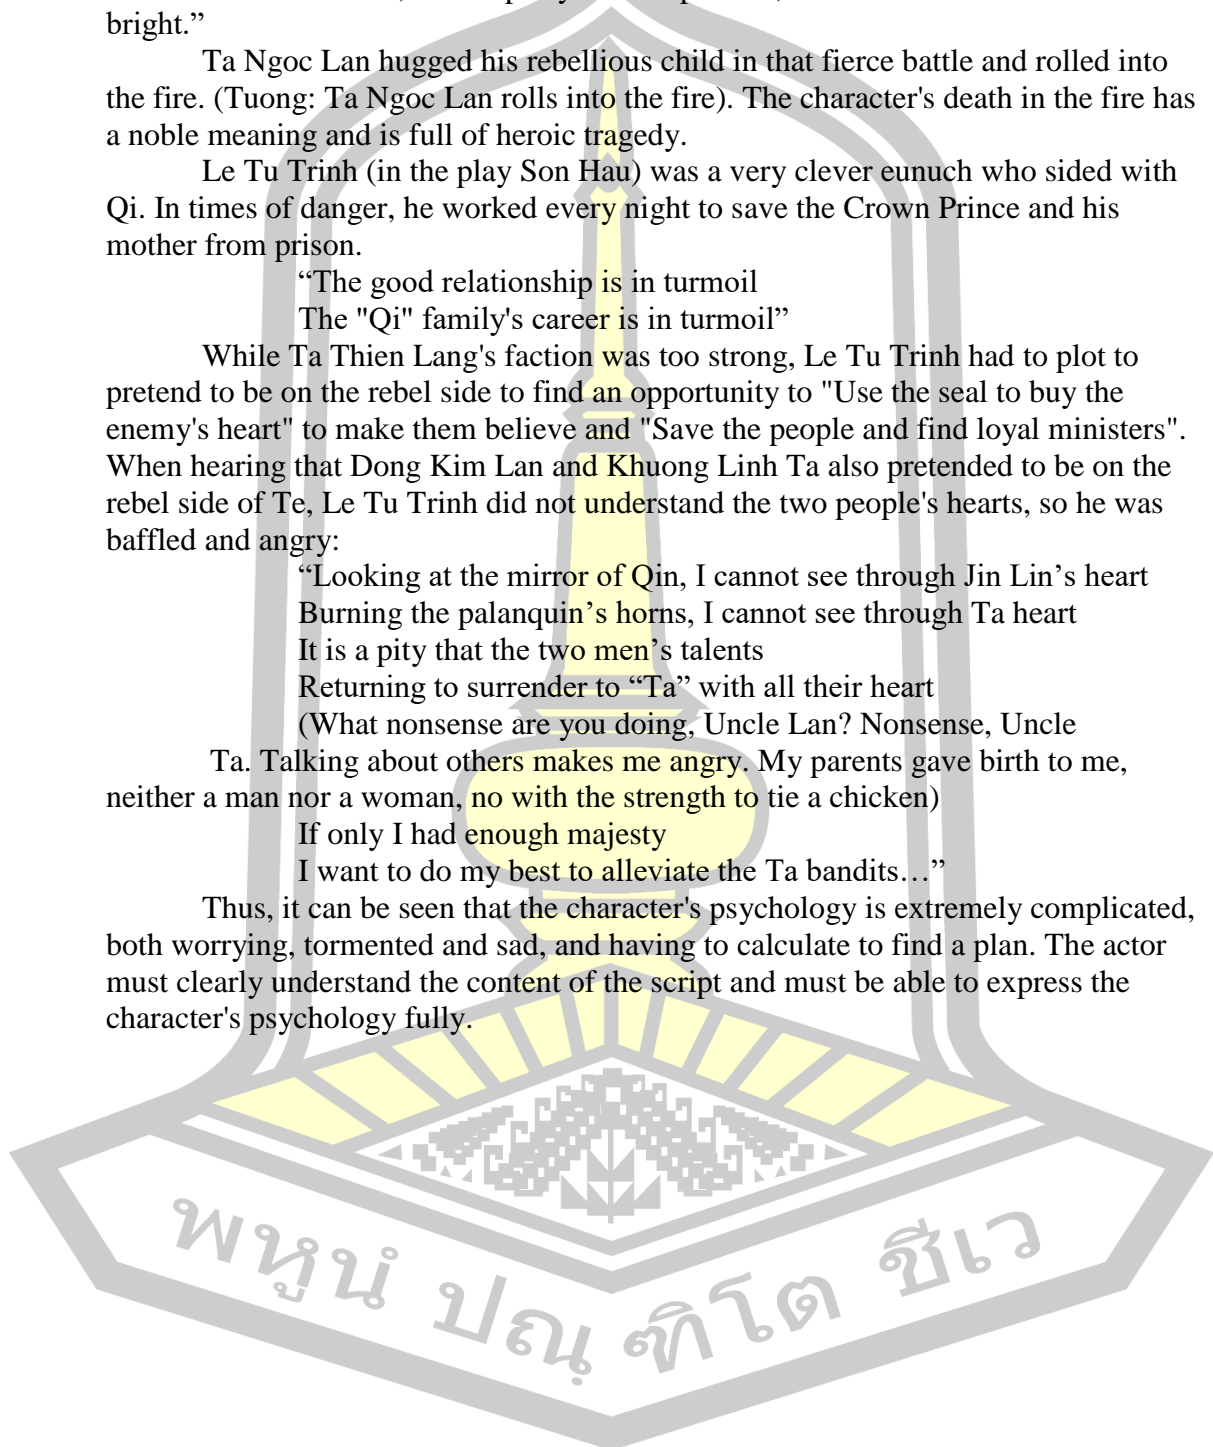 bright.”
Ta Ngoc Lan hugged his rebellious child in that fierce battle and rolled into
the fire. (Tuong: Ta Ngoc Lan rolls into the fire). The character's death in the fire has
a noble meaning and is full of heroic tragedy.
Le Tu Trinh (in the play Son Hau) was a very clever eunuch who sided with
Qi. In times of danger, he worked every night to save the Crown Prince and his
mother from prison.
“The good relationship is in turmoil
The "Qi" family's career is in turmoil”
While Ta Thien Lang's faction was too strong, Le Tu Trinh had to plot to
pretend to be on the rebel side to find an opportunity to "Use the seal to buy the
enemy's heart" to make them believe and "Save the people and find loyal ministers".
When hearing that Dong Kim Lan and Khuong Linh Ta also pretended to be on the
rebel side of Te, Le Tu Trinh did not understand the two people's hearts, so he was
baffled and angry:
“Looking at the mirror of Qin, I cannot see through Jin Lin’s heart
Burning the palanquin’s horns, I cannot see through Ta heart
It is a pity that the two men’s talents
Returning to surrender to “Ta” with all their heart
(What nonsense are you doing, Uncle Lan? Nonsense, Uncle
Ta. Talking about others makes me angry. My parents gave birth to me,
neither a man nor a woman, no with the strength to tie a chicken)
If only I had enough majesty
I want to do my best to alleviate the Ta bandits…”
Thus, it can be seen that the character's psychology is extremely complicated,
both worrying, tormented and sad, and having to calculate to find a plan. The actor
must clearly understand the content of the script and must be able to express the
character's psychology fully.
พหูนํ ปณฺฑิโต ชีเว